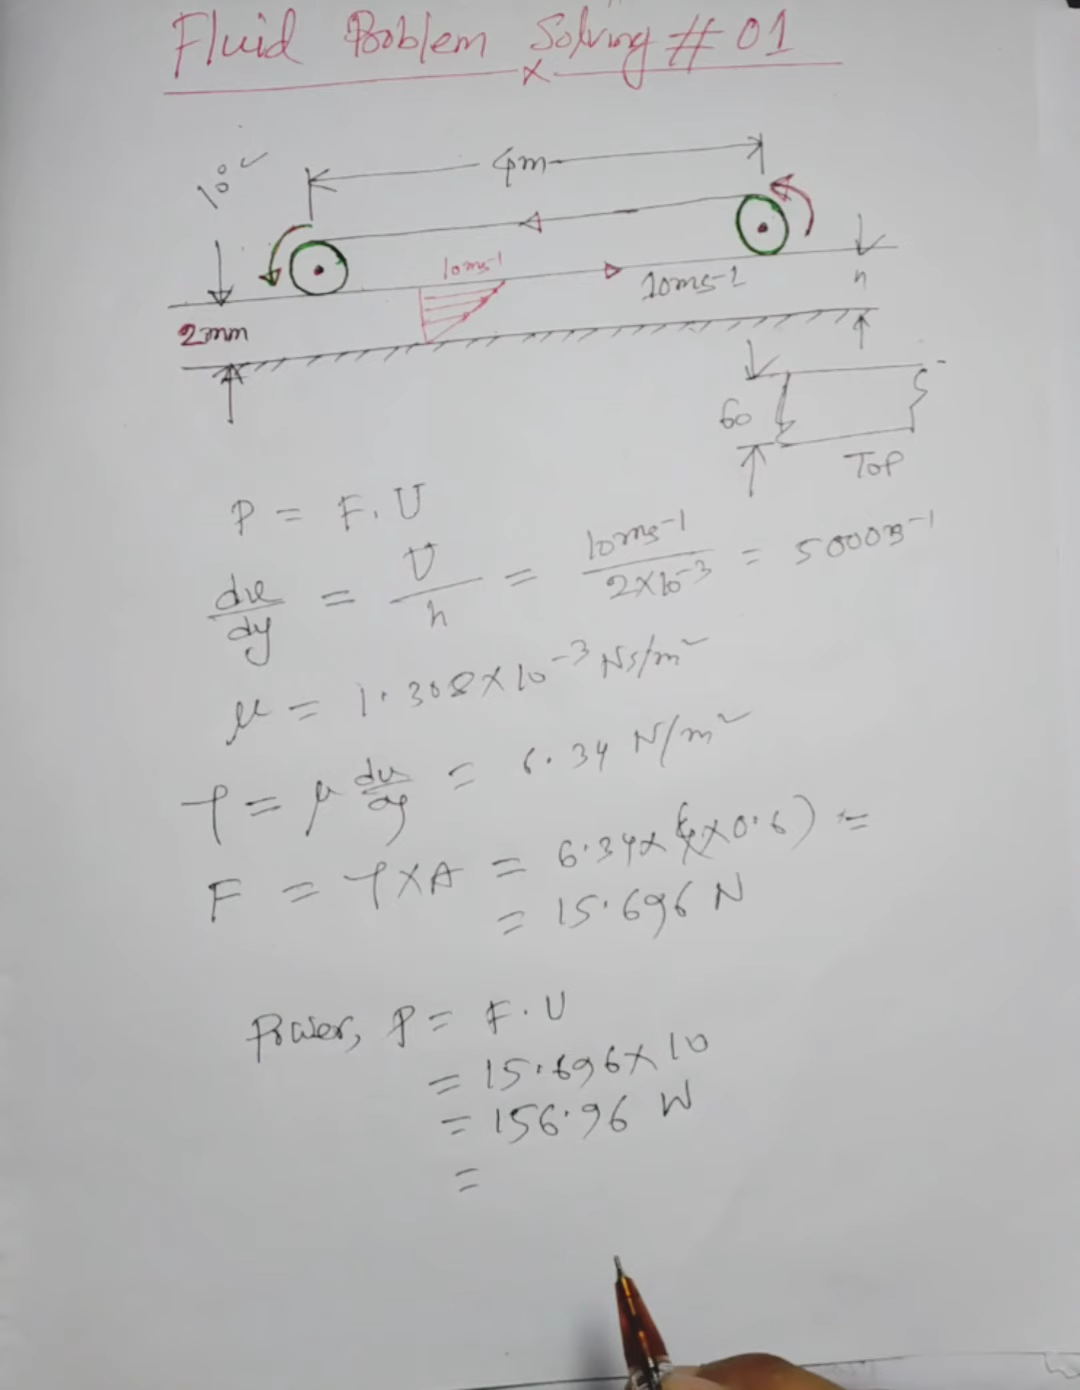 Fluid Problem Solving # 01
x
4m
10°c
10ms-1
10ms-1
h
2mm
60
TOP
P = F. U
du/dy = U/h = 10ms-1/2×10-3 = 5000s-1
μ = 1.308×10-3 Ns/m2
τ = μ du/dy = 6.34 N/m2
F = τ×A = 6.34×(4×0.6) =
= 15.696 N
Power, P = F.U
= 15.696×10
= 156.96 W
=